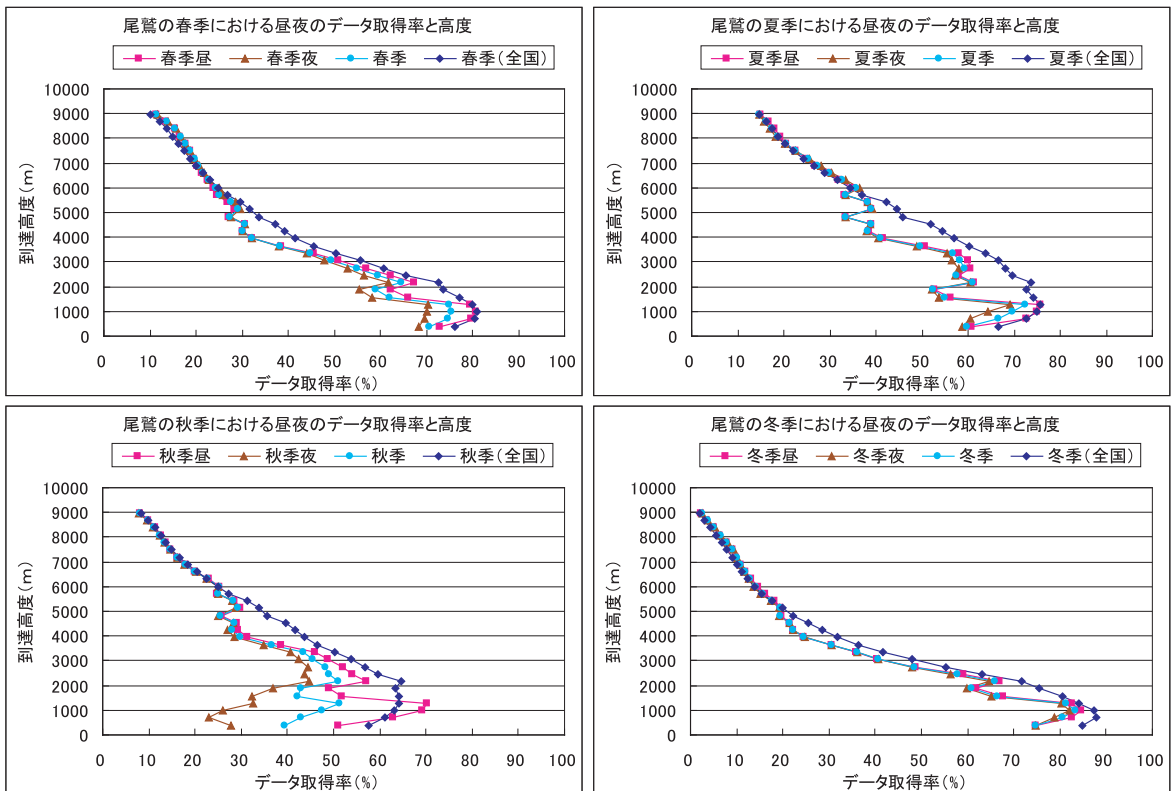 尾鷲の春季における昼夜のデータ取得率と高度
春季昼 春季夜 春季 春季(全国)
到達高度(m)
10000
9000
8000
7000
6000
5000
4000
3000
2000
1000
0
0 10 20 30 40 50 60 70 80 90 100
データ取得率(%)
尾鷲の夏季における昼夜のデータ取得率と高度
夏季昼 夏季夜 夏季 夏季(全国)
到達高度(m)
10000
9000
8000
7000
6000
5000
4000
3000
2000
1000
0
0 10 20 30 40 50 60 70 80 90 100
データ取得率(%)
尾鷲の秋季における昼夜のデータ取得率と高度
秋季昼 秋季夜 秋季 秋季(全国)
到達高度(m)
10000
9000
8000
7000
6000
5000
4000
3000
2000
1000
0
0 10 20 30 40 50 60 70 80 90 100
データ取得率(%)
尾鷲の冬季における昼夜のデータ取得率と高度
冬季昼 冬季夜 冬季 冬季(全国)
到達高度(m)
10000
9000
8000
7000
6000
5000
4000
3000
2000
1000
0
0 10 20 30 40 50 60 70 80 90 100
データ取得率(%)